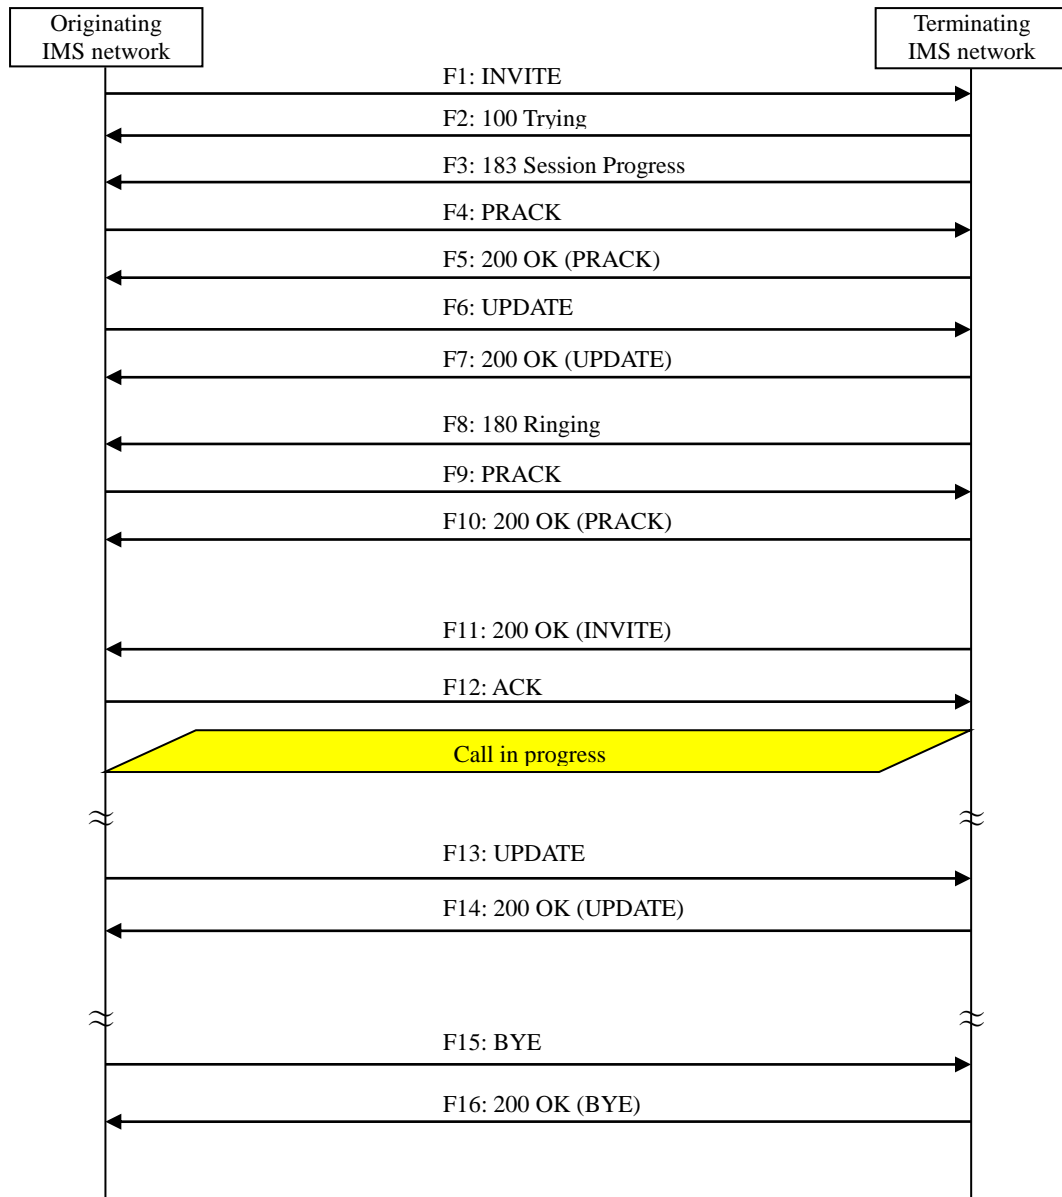 Originating
IMS network
Terminating
IMS network
F1: INVITE
F2: 100 Trying
F3: 183 Session Progress
F4: PRACK
F5: 200 OK (PRACK)
F6: UPDATE
F7: 200 OK (UPDATE)
F8: 180 Ringing
F9: PRACK
F10: 200 OK (PRACK)
F11: 200 OK (INVITE)
F12: ACK
Call in progress
F13: UPDATE
F14: 200 OK (UPDATE)
F15: BYE
F16: 200 OK (BYE)